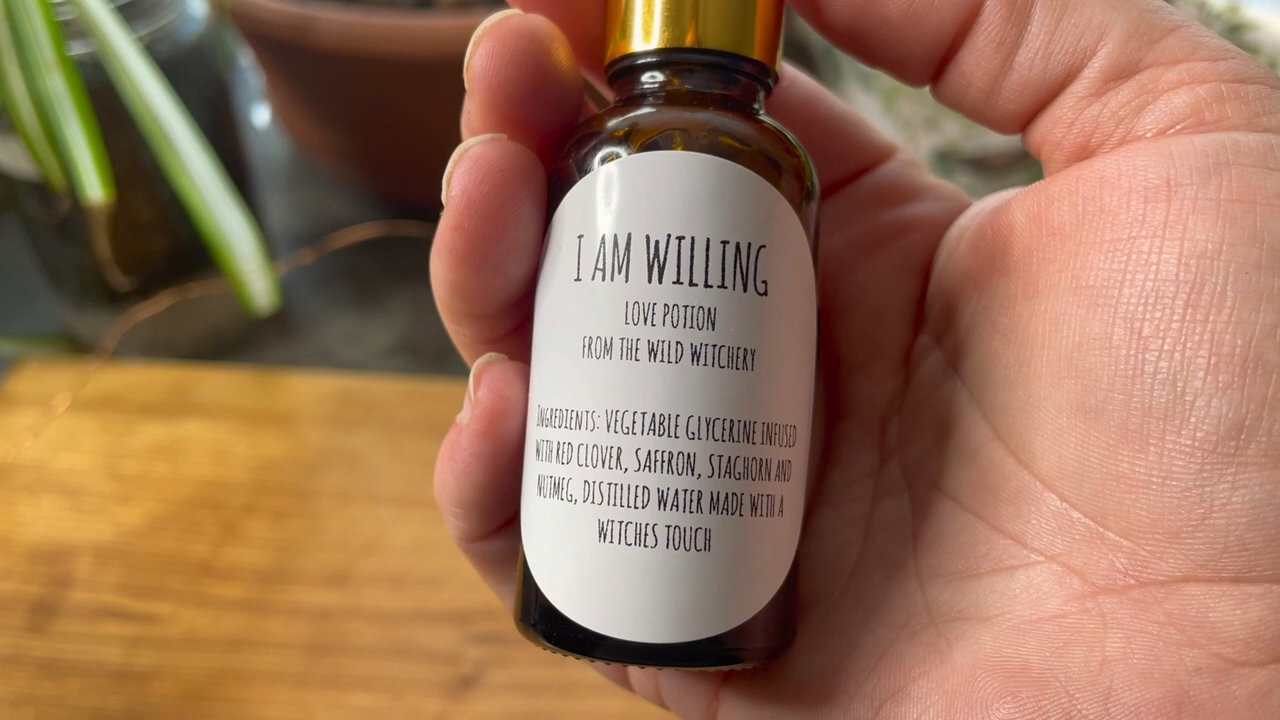 I AM WILLING
LOVE POTION
FROM THE WILD WITCHERY
INGREDIENTS: VEGETABLE GLYCERINE INFUSED
WITH RED CLOVER, SAFFRON, STAGHORN AND
NUTMEG, DISTILLED WATER MADE WITH A
WITCHES TOUCH